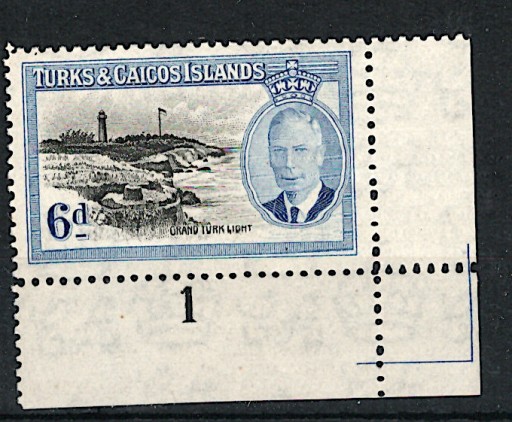 TURKS & CAICOS ISLANDS
6d
GRAND TURK LIGHT
1